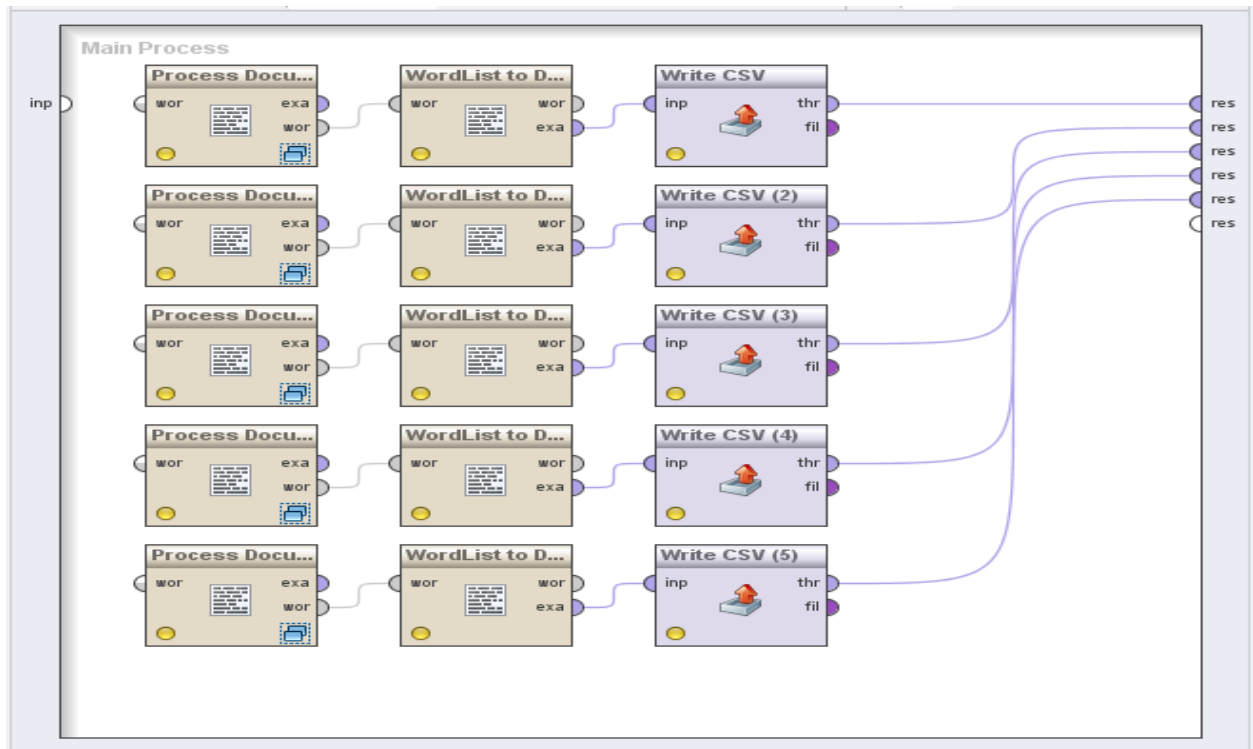 Main Process
Process Docu... WordList to D... Write CSV
inp wor exa wor wor inp thr res
wor exa fil res
res
Process Docu... WordList to D... Write CSV (2)
res
res
wor exa wor wor inp thr res
wor exa fil
Process Docu... WordList to D... Write CSV (3)
wor exa wor wor inp thr
wor exa fil
Process Docu... WordList to D... Write CSV (4)
wor exa wor wor inp thr
wor exa fil
Process Docu... WordList to D... Write CSV (5)
wor exa wor wor inp thr
wor exa fil